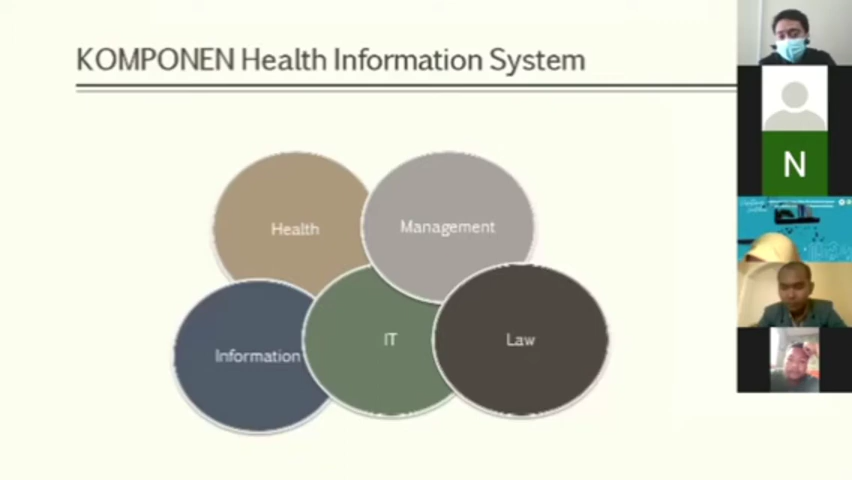 KOMPONEN Health Information System
Health
Management
Information
IT
Law
N